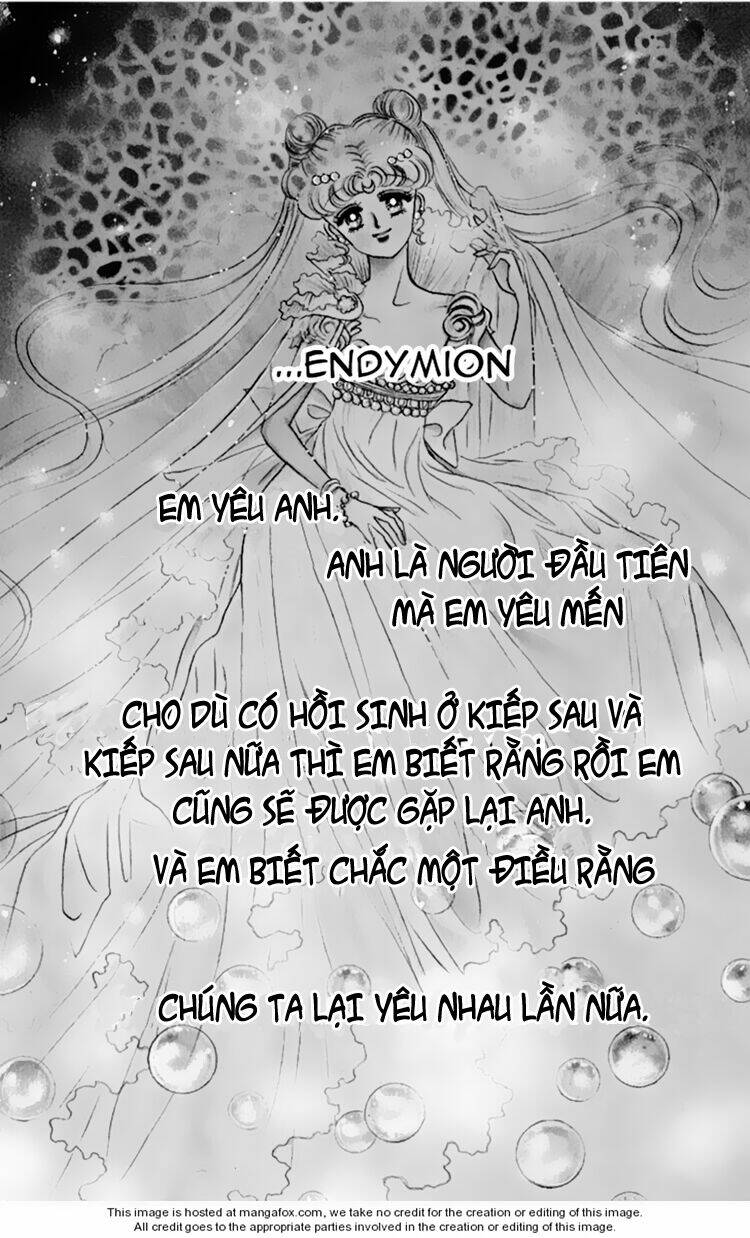 ...ENDYMION
EM YÊU ANH.
ANH LÀ NGƯỜI ĐẦU TIÊN
MÀ EM YÊU MẾN
CHO DÙ CÓ HỒI SINH Ở KIẾP SAU VÀ
KIẾP SAU NỮA THÌ EM BIẾT RẰNG RỒI EM
CŨNG SẼ ĐƯỢC GẶP LẠI ANH.
VÀ EM BIẾT CHẮC MỘT ĐIỀU RẰNG
CHÚNG TA LẠI YÊU NHAU LẦN NỮA.
This image is hosted at mangafox.com, we take no credit for the creation or editing of this image.
All credit goes to the appropriate parties involved in the creation or editing of this image.